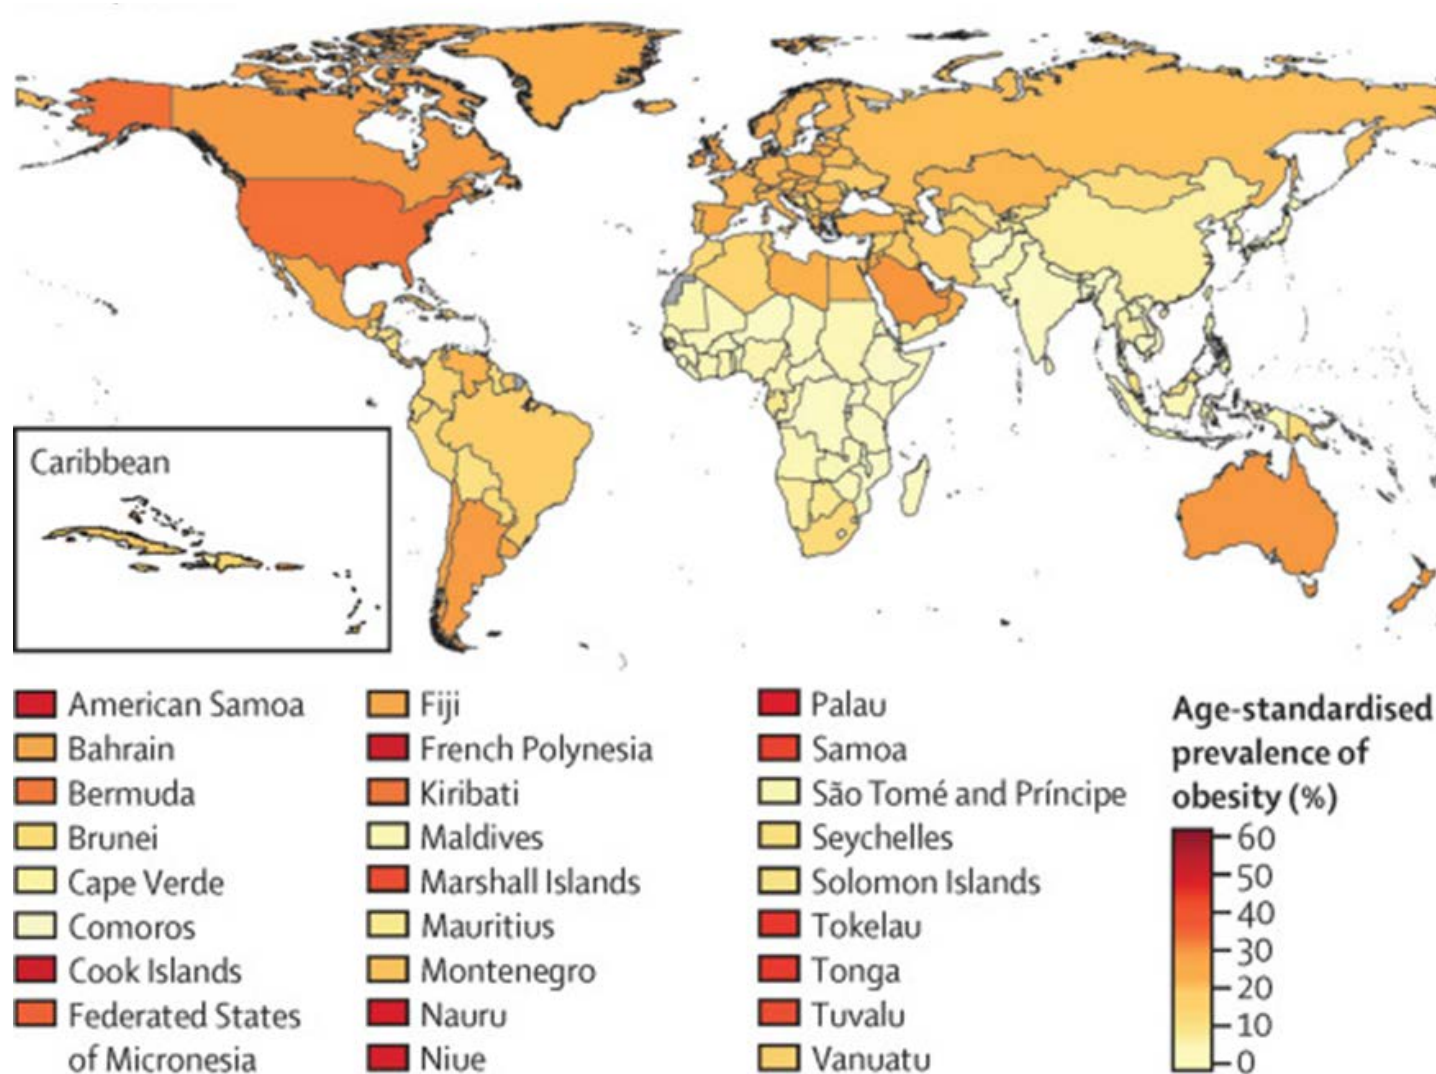 Caribbean
American Samoa
Bahrain
Bermuda
Brunei
Cape Verde
Comoros
Cook Islands
Federated States
of Micronesia
Fiji
French Polynesia
Kiribati
Maldives
Marshall Islands
Mauritius
Montenegro
Nauru
Niue
Palau
Samoa
São Tomé and Príncipe
Seychelles
Solomon Islands
Tokelau
Tonga
Tuvalu
Vanuatu
Age-standardised
prevalence of
obesity (%)
60
50
40
30
20
10
0